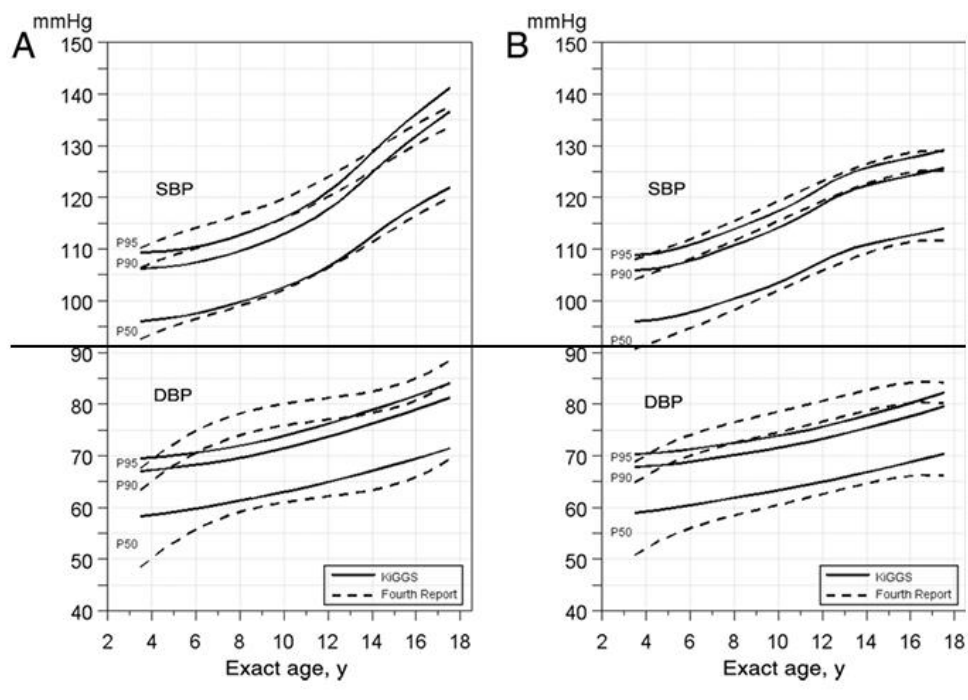 mmHg
A
150
140
130
120
110
100
90
80
70
60
50
40
SBP
P95
P90
P50
DBP
P95
P90
P50
KiGGS
Fourth Report
2 4 6 8 10 12 14 16 18
Exact age, y
mmHg
B
150
140
130
120
110
100
90
80
70
60
50
40
SBP
P95
P90
P50
DBP
P95
P90
P50
KiGGS
Fourth Report
2 4 6 8 10 12 14 16 18
Exact age, y